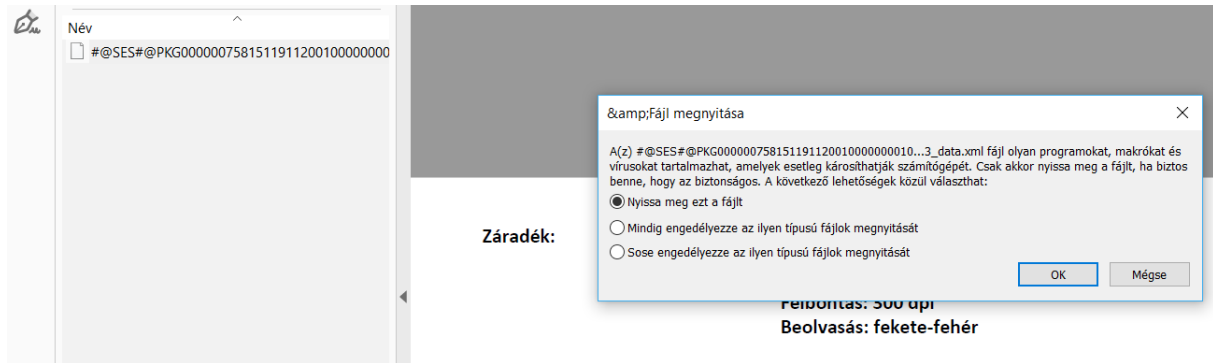 Név
#@SES#@PKG0000007581511911200100000000
&amp;Fájl megnyitása
A(z) #@SES#@PKG00000075815119112001000000010...3_data.xml fájl olyan programokat, makrókat és
vírusokat tartalmazhat, amelyek esetleg károsíthatják számítógépét. Csak akkor nyissa meg a fájlt, ha biztos
benne, hogy az biztonságos. A következő lehetőségek közül választhat:
Nyissa meg ezt a fájlt
Mindig engedélyezze az ilyen típusú fájlok megnyitását
Sose engedélyezze az ilyen típusú fájlok megnyitását
OK Mégse
Záradék:
Felbontás: 300 dpi
Beolvasás: fekete-fehér